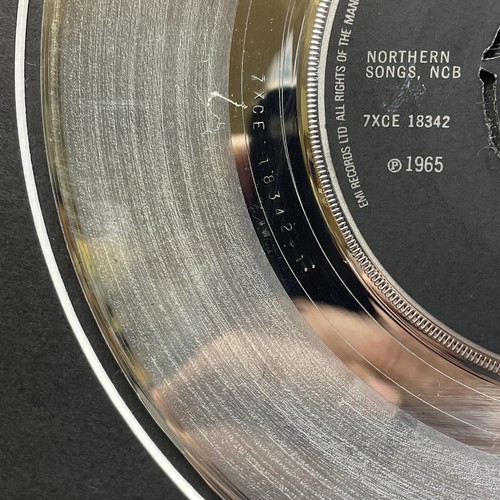 NORTHERN
SONGS, NCB
7XCE 18342
℗ 1965
EMI RECORDS LTD · ALL RIGHTS OF THE MAN
7XCE 18342-1